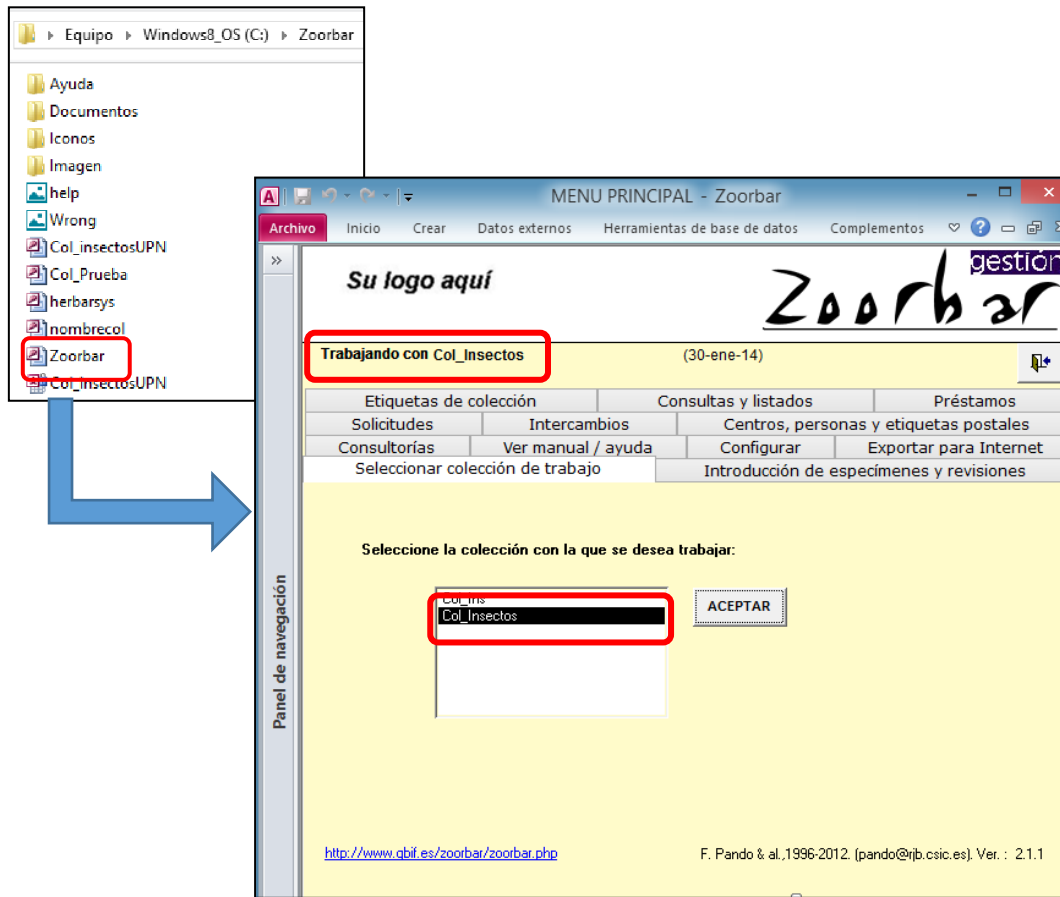 Equipo Windows8_OS (C:) Zoorbar
Ayuda
Documentos
Iconos
Imagen
help
Wrong
Col_insectosUPN
Col_Prueba
herbarsys
nombrecol
Zoorbar
Col_InsectosUPN
MENU PRINCIPAL - Zoorbar
Archivo Inicio Crear Datos externos Herramientas de base de datos Complementos
Su logo aquí
gestión
Zoorbar
Trabajando con Col_Insectos (30-ene-14)
Etiquetas de colección Consultas y listados Préstamos
Solicitudes Intercambios Centros, personas y etiquetas postales
Consultorías Ver manual / ayuda Configurar Exportar para Internet
Seleccionar colección de trabajo Introducción de especímenes y revisiones
Seleccione la colección con la que se desea trabajar:
Col_Ins
Col_Insectos
ACEPTAR
Panel de navegación
http://www.gbif.es/zoorbar/zoorbar.php F. Pando & al.,1996-2012. (pando@rjb.csic.es). Ver. : 2.1.1